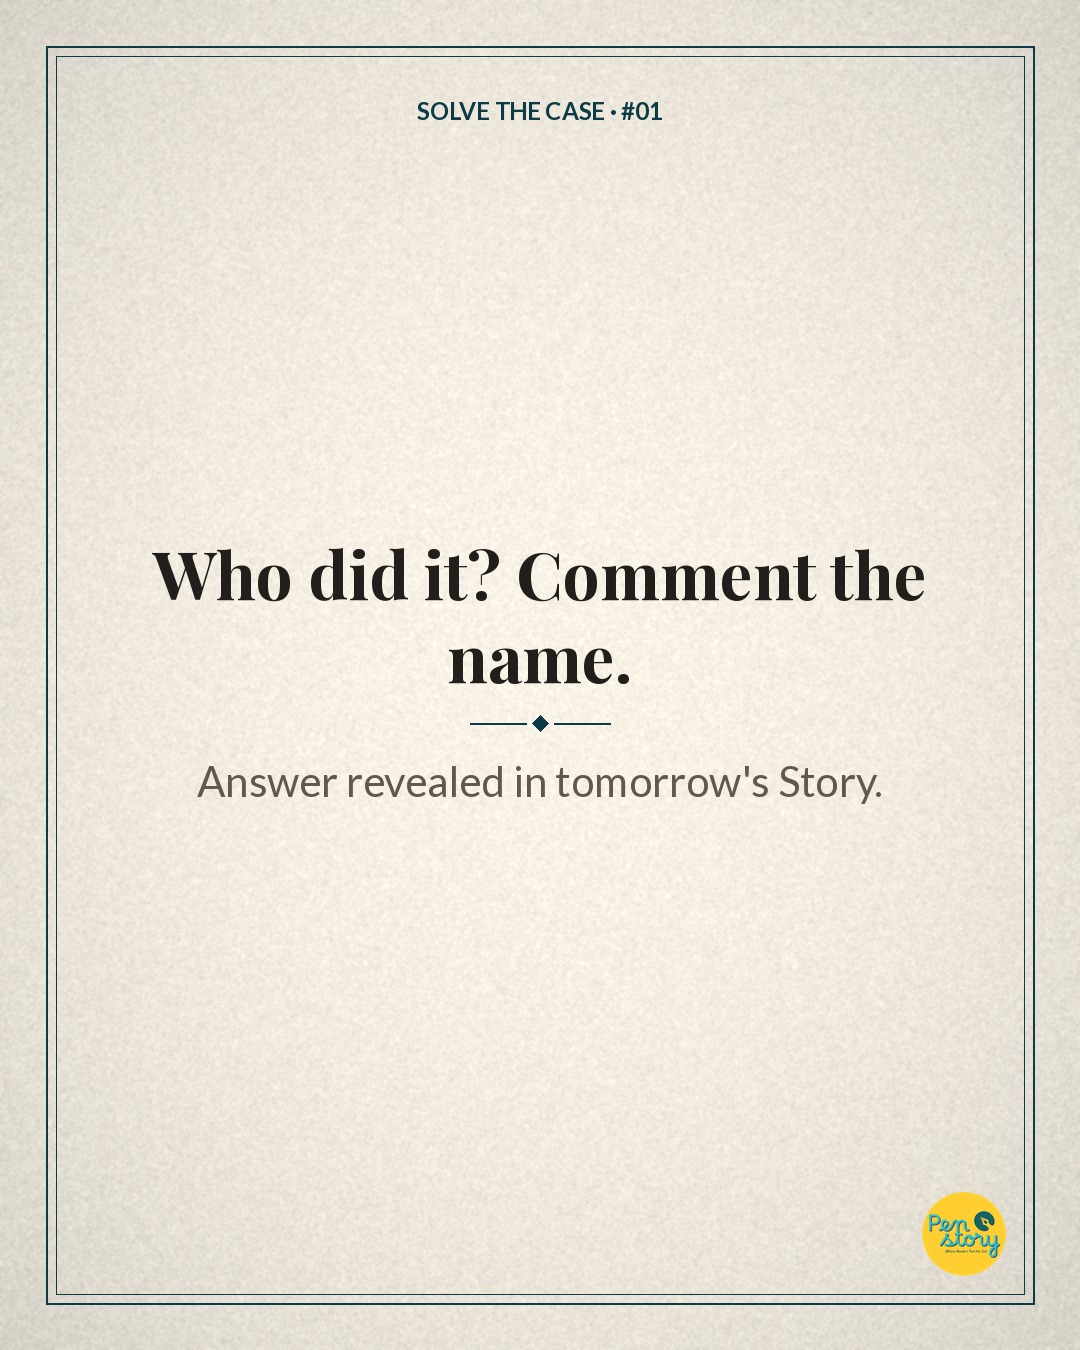 SOLVE THE CASE · #01
Who did it? Comment the
name.
Answer revealed in tomorrow's Story.
Pen
story